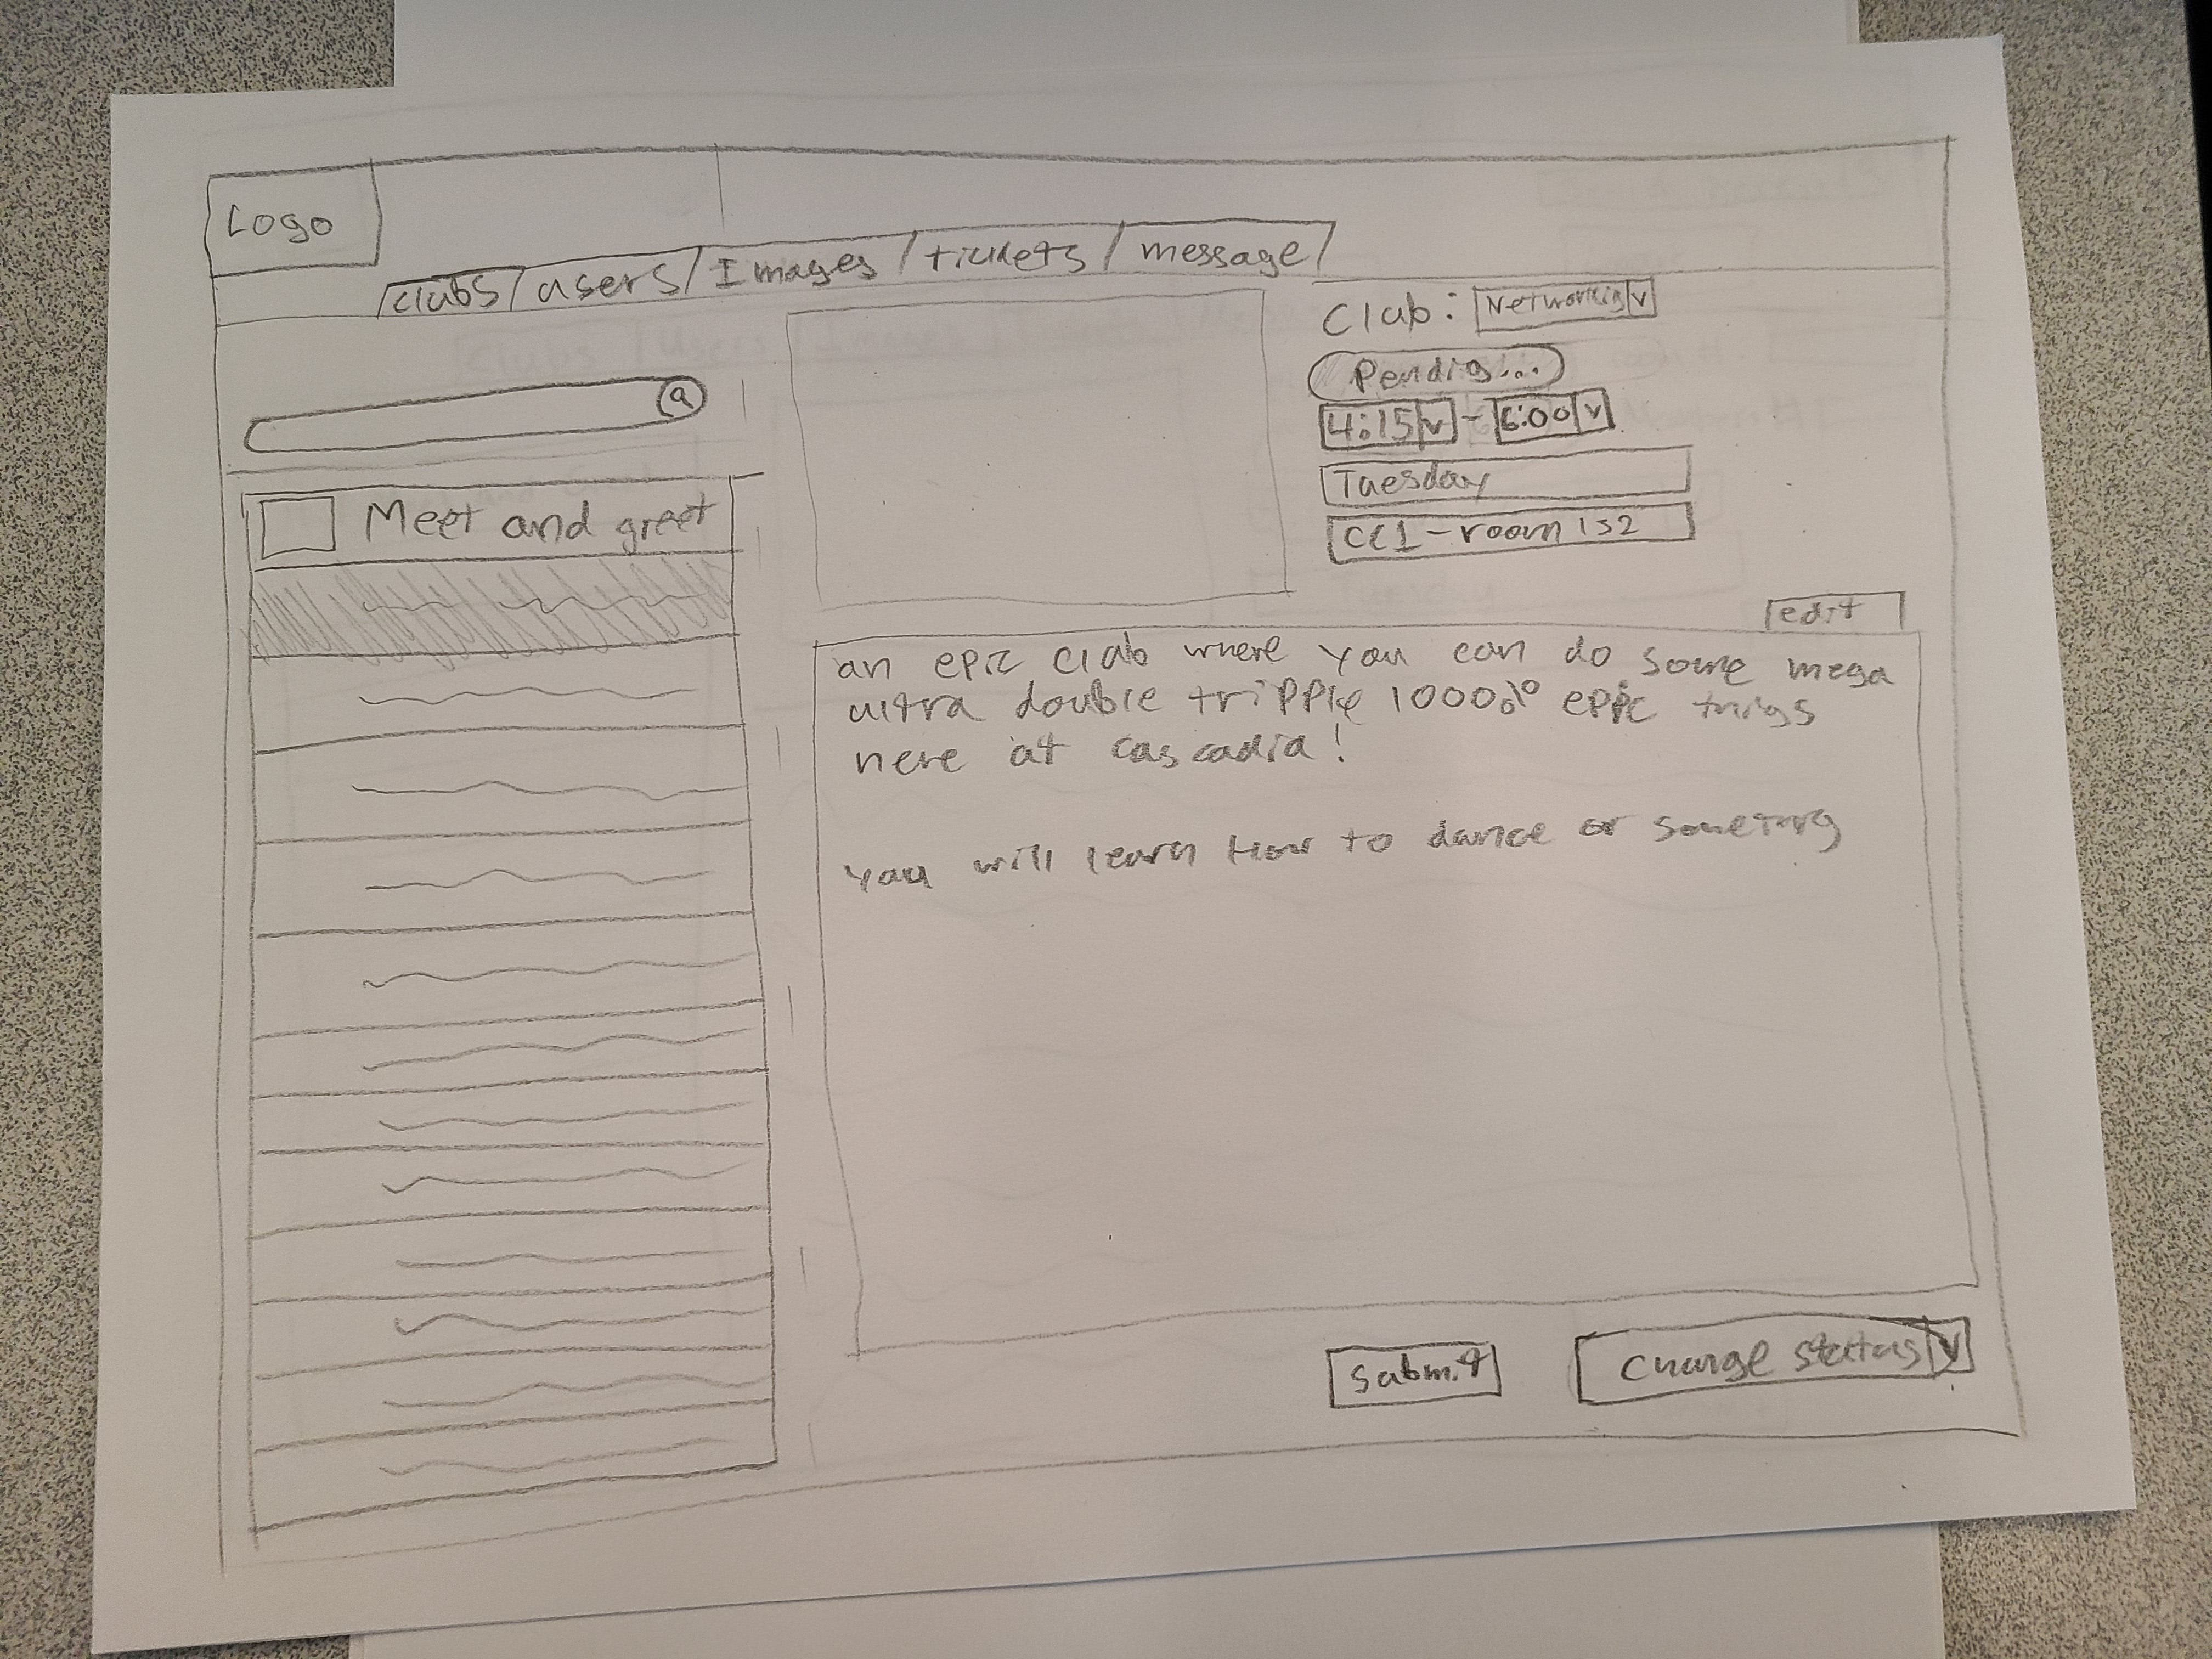 Logo
clubs / users / Images / tickets / message
a
Meet and greet
Club: Networking v
Pending...
4:15 v - 6:00 v
Tuesday
CC1 - room 152
edit
an epic club where you can do some mega
ultra double tripple 1000% epic things
here at cascadia!
you will learn how to dance or something
Submit
Change status v